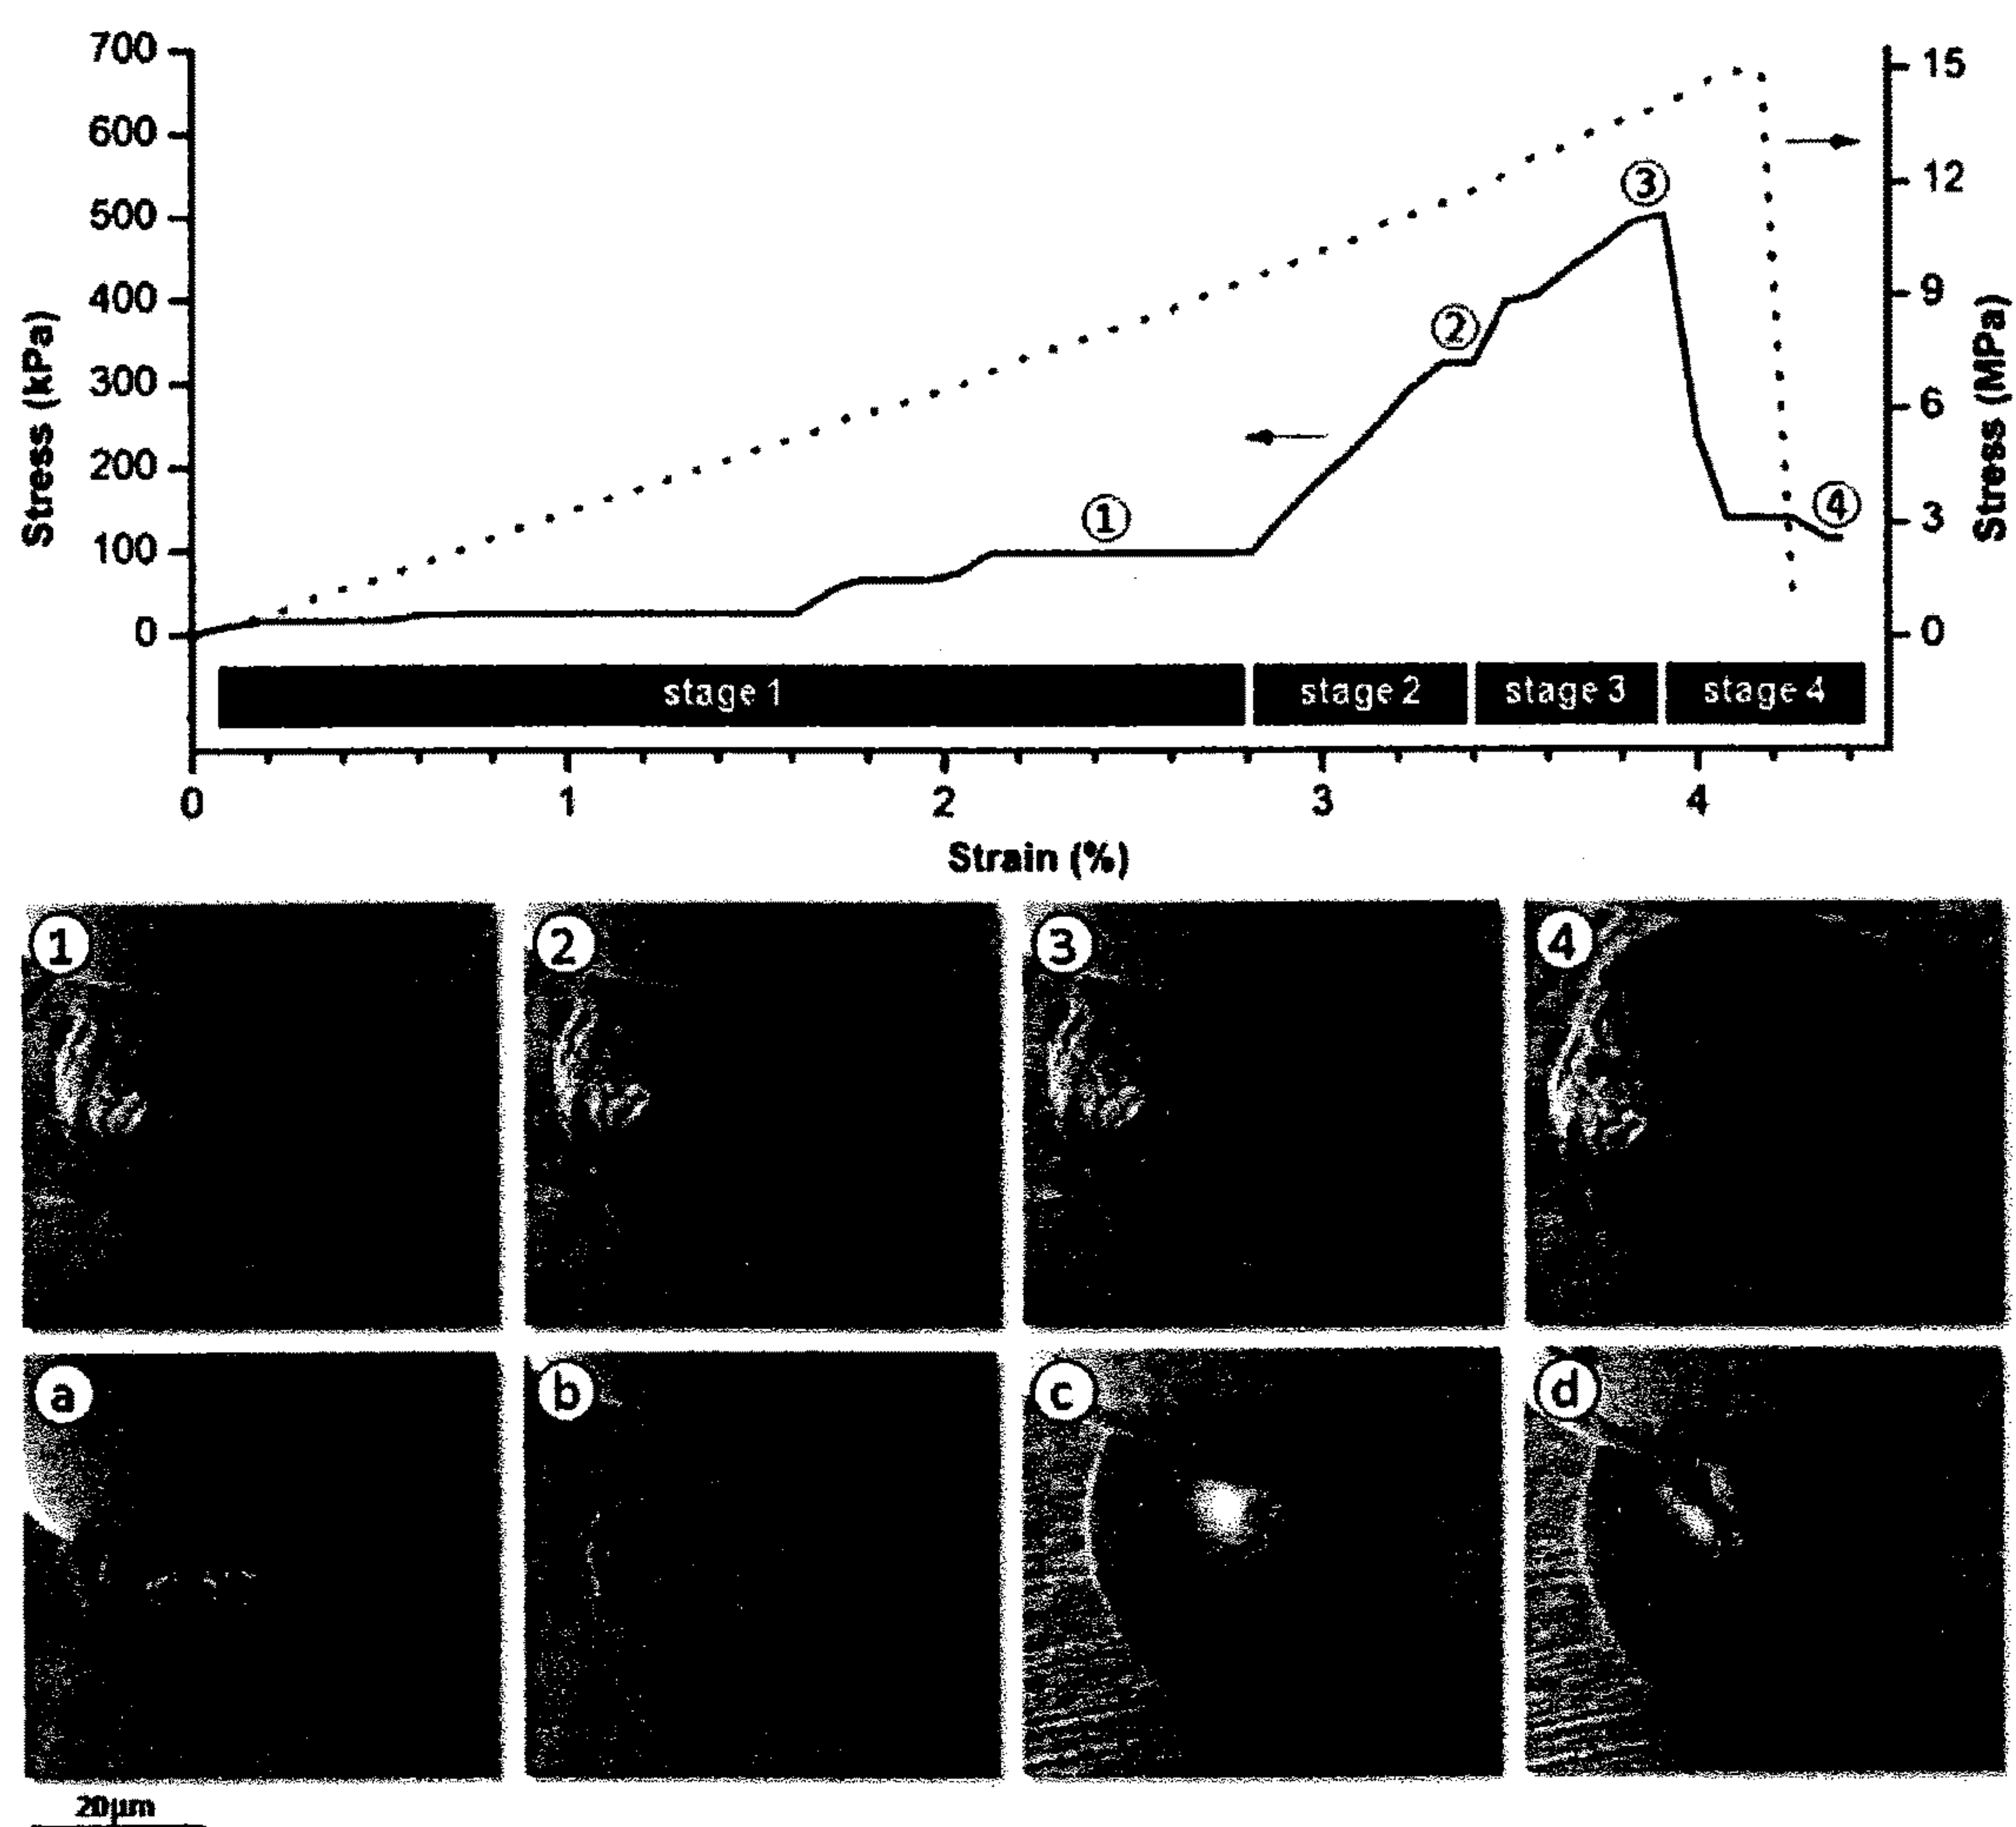 700
600
500
400
300
200
100
0
Stress (kPa)
15
12
9
6
3
0
Stress (MPa)
①
②
③
④
stage 1
stage 2
stage 3
stage 4
0 1 2 3 4
Strain (%)
1 2 3 4
a b c d
20µm